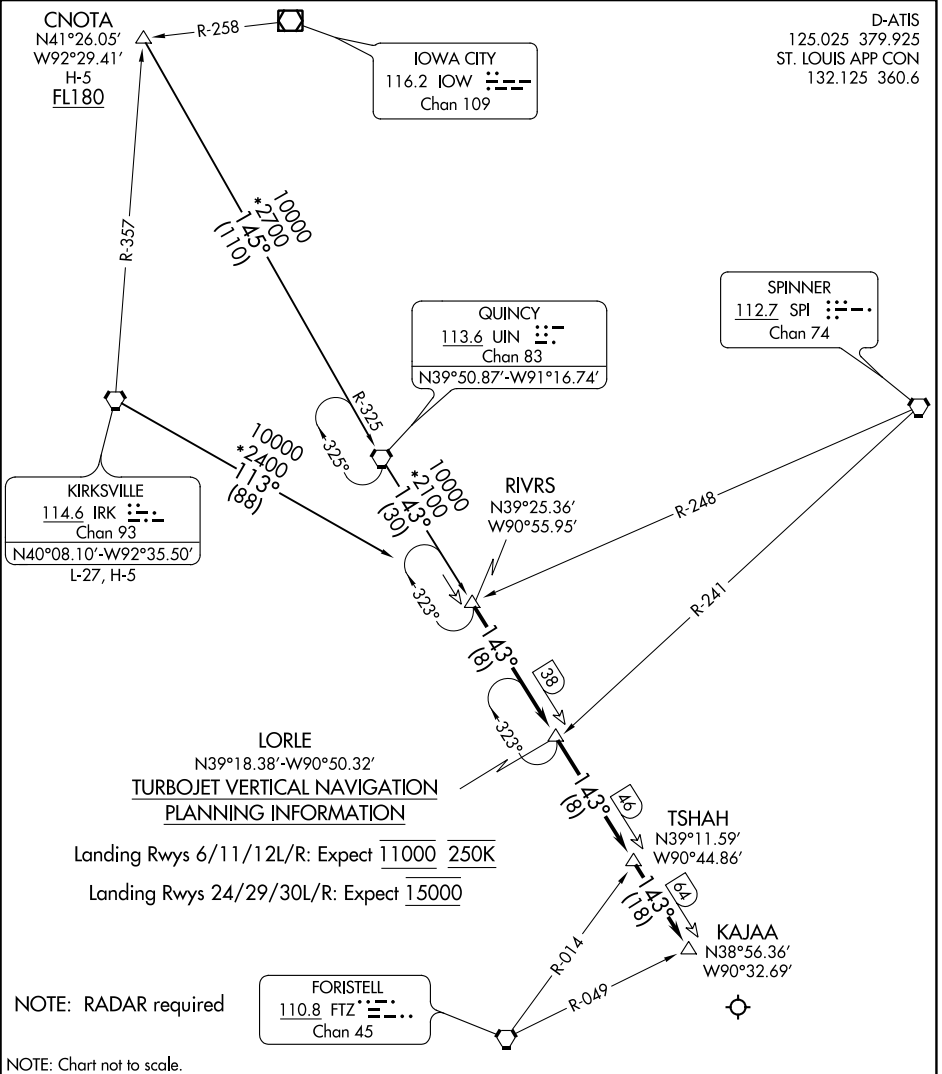 CNOTA
N41°26.05'
W92°29.41'
H-5
FL180
R-258
IOWA CITY
116.2 IOW
Chan 109
D-ATIS
125.025 379.925
ST. LOUIS APP CON
132.125 360.6
R-357
10000
*2700
145°
(110)
QUINCY
113.6 UIN
Chan 83
N39°50.87'-W91°16.74'
SPINNER
112.7 SPI
Chan 74
R-325
325°
KIRKSVILLE
114.6 IRK
Chan 93
N40°08.10'-W92°35.50'
L-27, H-5
10000
*2400
113°
(88)
10000
*2100
143°
(30)
RIVRS
N39°25.36'
W90°55.95'
R-248
R-241
323°
143°
(8)
38
323°
LORLE
N39°18.38'-W90°50.32'
TURBOJET VERTICAL NAVIGATION
PLANNING INFORMATION
Landing Rwys 6/11/12L/R: Expect 11000 250K
Landing Rwys 24/29/30L/R: Expect 15000
143°
(8)
46
TSHAH
N39°11.59'
W90°44.86'
143°
(18)
64
KAJAA
N38°56.36'
W90°32.69'
R-014
R-049
FORISTELL
110.8 FTZ
Chan 45
NOTE: RADAR required
NOTE: Chart not to scale.